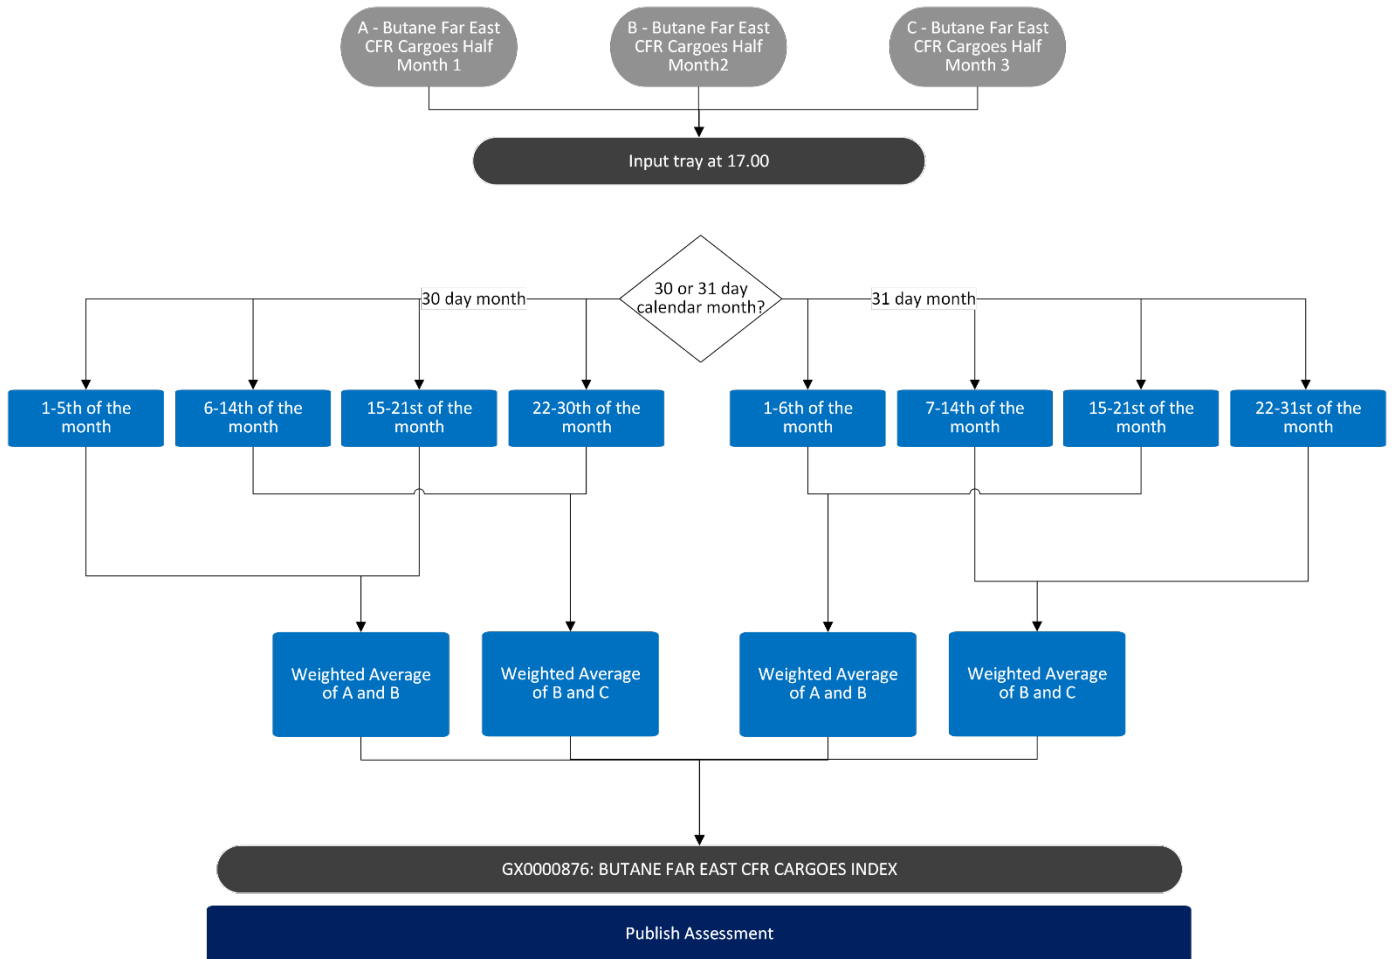 A - Butane Far East
CFR Cargoes Half
Month 1
B - Butane Far East
CFR Cargoes Half
Month2
C - Butane Far East
CFR Cargoes Half
Month 3
Input tray at 17.00
30 or 31 day
calendar month?
30 day month
31 day month
1-5th of the
month
6-14th of the
month
15-21st of the
month
22-30th of the
month
1-6th of the
month
7-14th of the
month
15-21st of the
month
22-31st of the
month
Weighted Average
of A and B
Weighted Average
of B and C
Weighted Average
of A and B
Weighted Average
of B and C
GX0000876: BUTANE FAR EAST CFR CARGOES INDEX
Publish Assessment